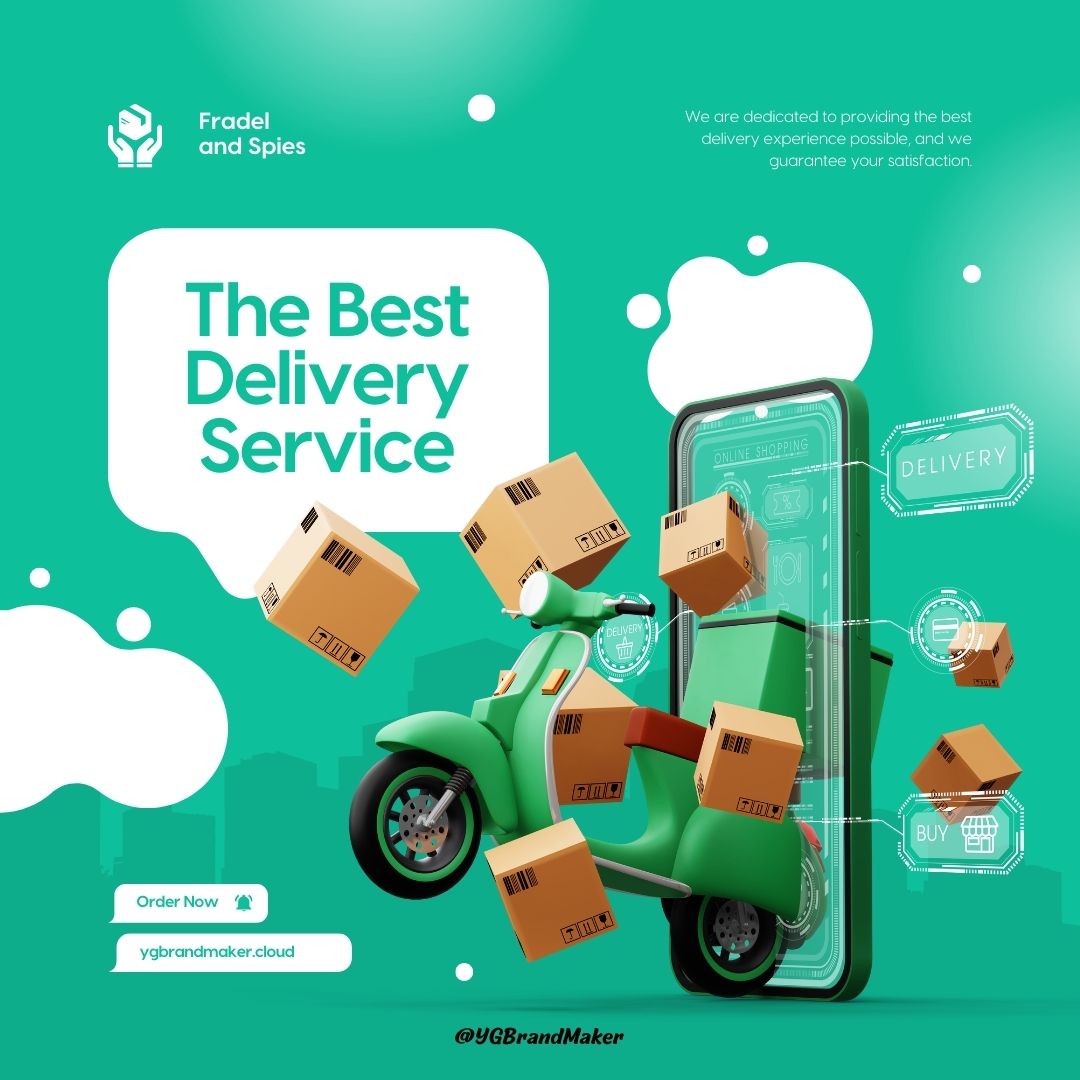 Fradel
and Spies
We are dedicated to providing the best
delivery experience possible, and we
guarantee your satisfaction.
The Best
Delivery
Service
ONLINE SHOPPING
DELIVERY
DELIVERY
BUY
Order Now
ygbrandmaker.cloud
@YGBrandMaker